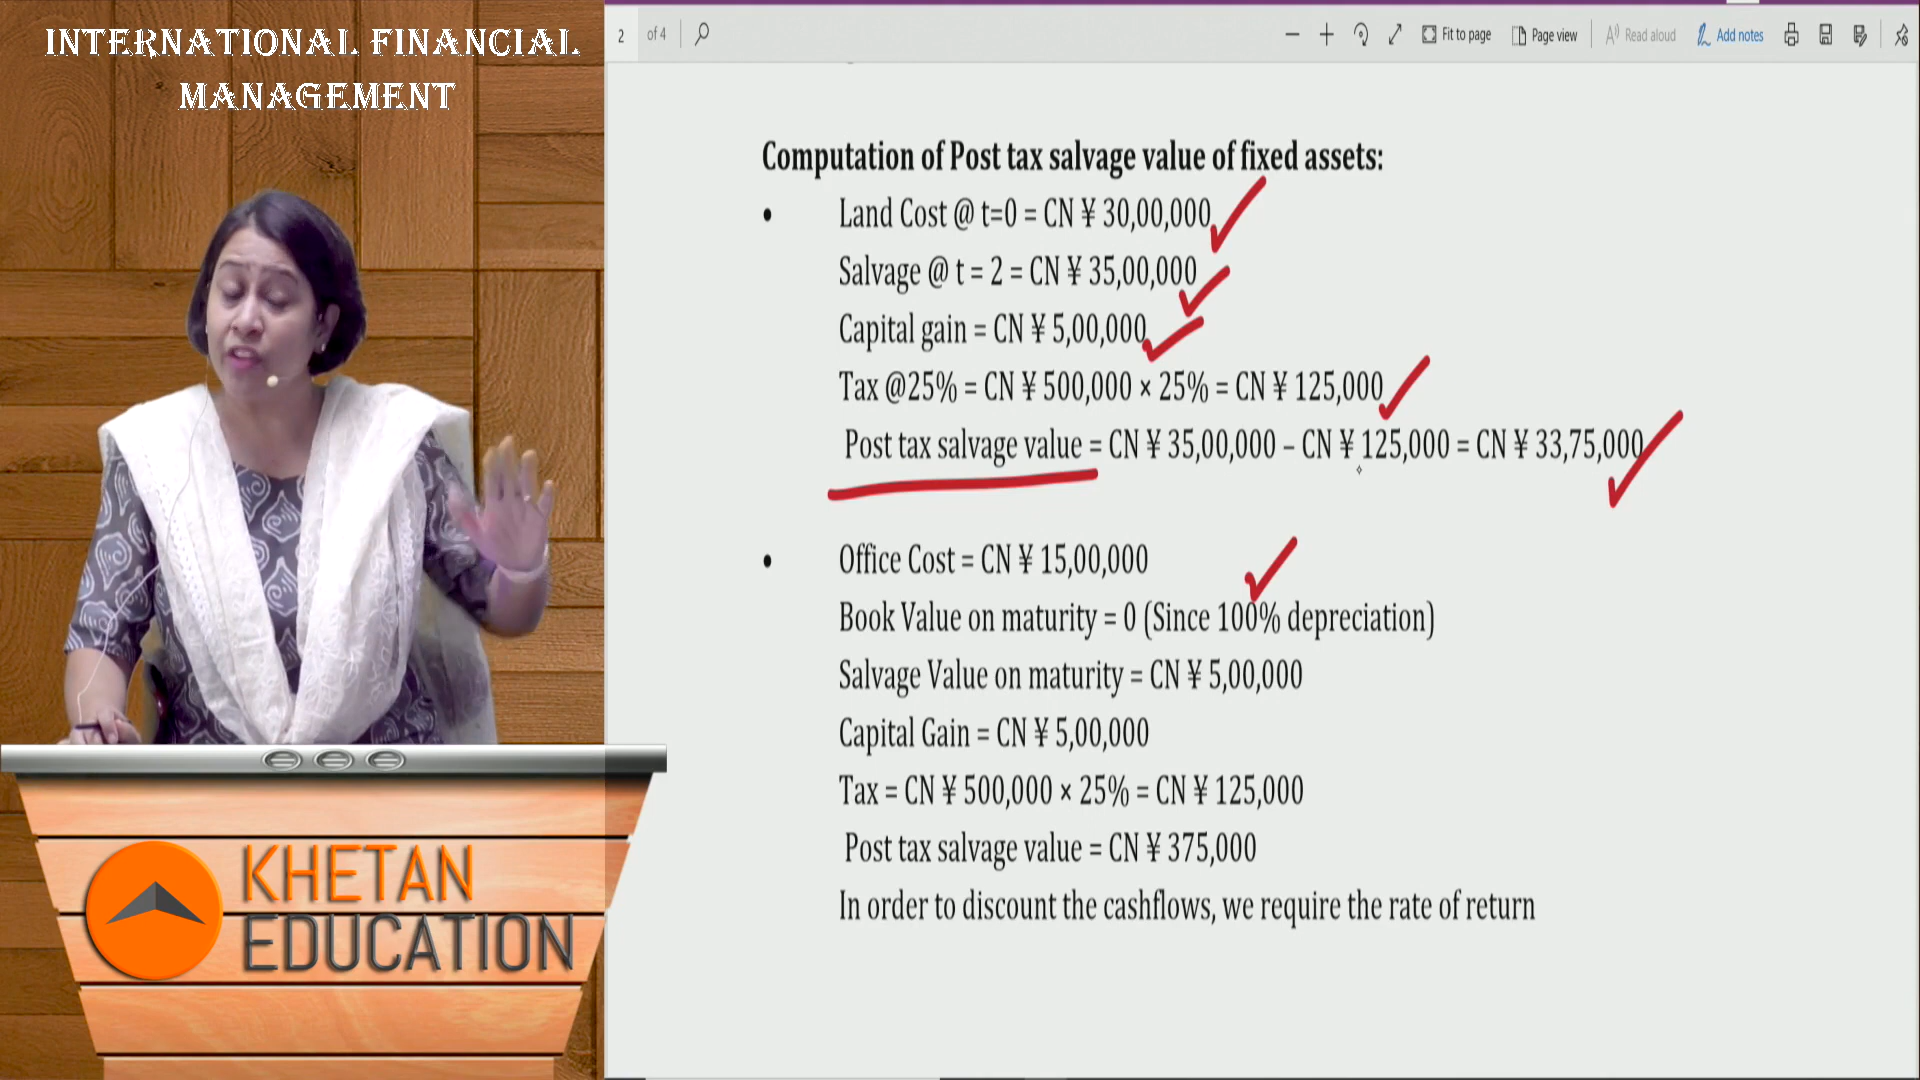 INTERNATIONAL FINANCIAL
MANAGEMENT
2 of 4
Fit to page
Page view
Read aloud
Add notes
Computation of Post tax salvage value of fixed assets:
• Land Cost @ t=0 = CN ¥ 30,00,000
Salvage @ t = 2 = CN ¥ 35,00,000
Capital gain = CN ¥ 5,00,000
Tax @25% = CN ¥ 500,000 × 25% = CN ¥ 125,000
Post tax salvage value = CN ¥ 35,00,000 – CN ¥ 125,000 = CN ¥ 33,75,000
• Office Cost = CN ¥ 15,00,000
Book Value on maturity = 0 (Since 100% depreciation)
Salvage Value on maturity = CN ¥ 5,00,000
Capital Gain = CN ¥ 5,00,000
Tax = CN ¥ 500,000 × 25% = CN ¥ 125,000
Post tax salvage value = CN ¥ 375,000
In order to discount the cashflows, we require the rate of return
KHETAN
EDUCATION